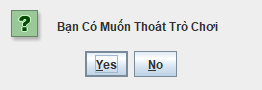 Bạn Có Muốn Thoát Trò Chơi
Yes No